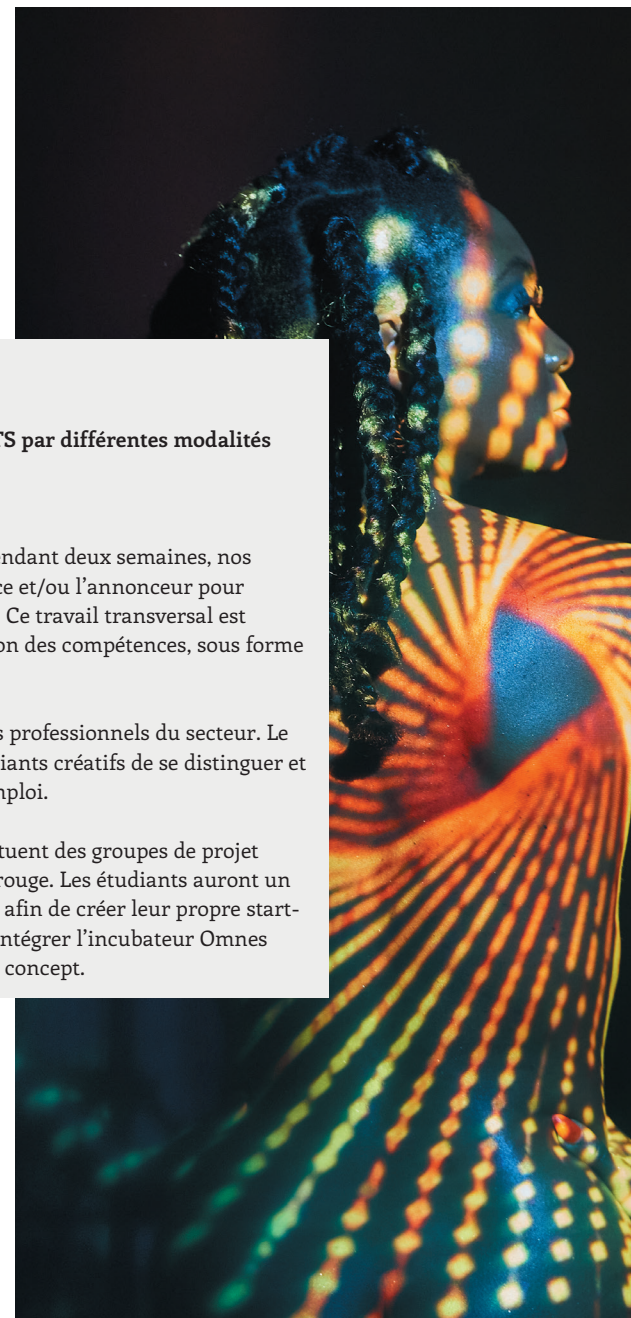 TS par différentes modalités
endant deux semaines, nos
ce et/ou l’annonceur pour
Ce travail transversal est
on des compétences, sous forme
s professionnels du secteur. Le
iants créatifs de se distinguer et
nploi.
tuent des groupes de projet
rouge. Les étudiants auront un
afin de créer leur propre start-
ntégrer l’incubateur Omnes
concept.